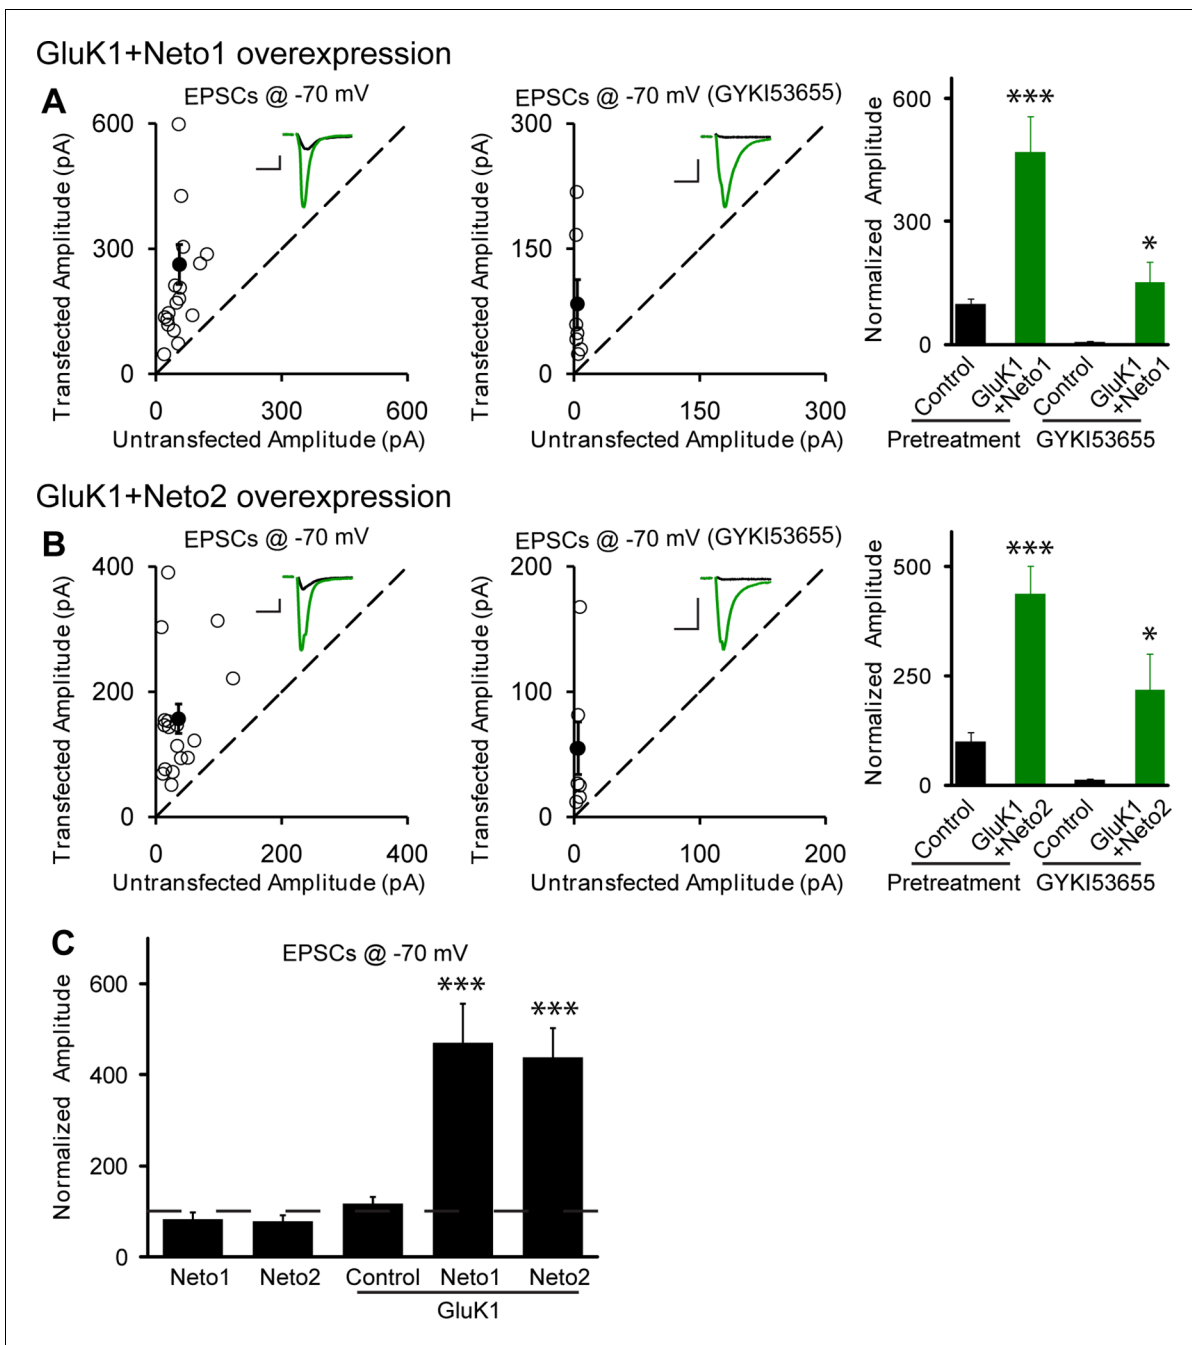 GluK1+Neto1 overexpression
A
EPSCs @ -70 mV
Transfected Amplitude (pA)
600
300
0
0 300 600
Untransfected Amplitude (pA)
EPSCs @ -70 mV (GYKI53655)
Transfected Amplitude (pA)
300
150
0
0 150 300
Untransfected Amplitude (pA)
Normalized Amplitude
600
300
0
***
*
Control
GluK1
+Neto1
Control
GluK1
+Neto1
Pretreatment GYKI53655
GluK1+Neto2 overexpression
B
EPSCs @ -70 mV
Transfected Amplitude (pA)
400
200
0
0 200 400
Untransfected Amplitude (pA)
EPSCs @ -70 mV (GYKI53655)
Transfected Amplitude (pA)
200
100
0
0 100 200
Untransfected Amplitude (pA)
Normalized Amplitude
500
250
0
***
*
Control
GluK1
+Neto2
Control
GluK1
+Neto2
Pretreatment GYKI53655
C
EPSCs @ -70 mV
Normalized Amplitude
600
400
200
0
***
***
Neto1 Neto2 Control Neto1 Neto2
GluK1